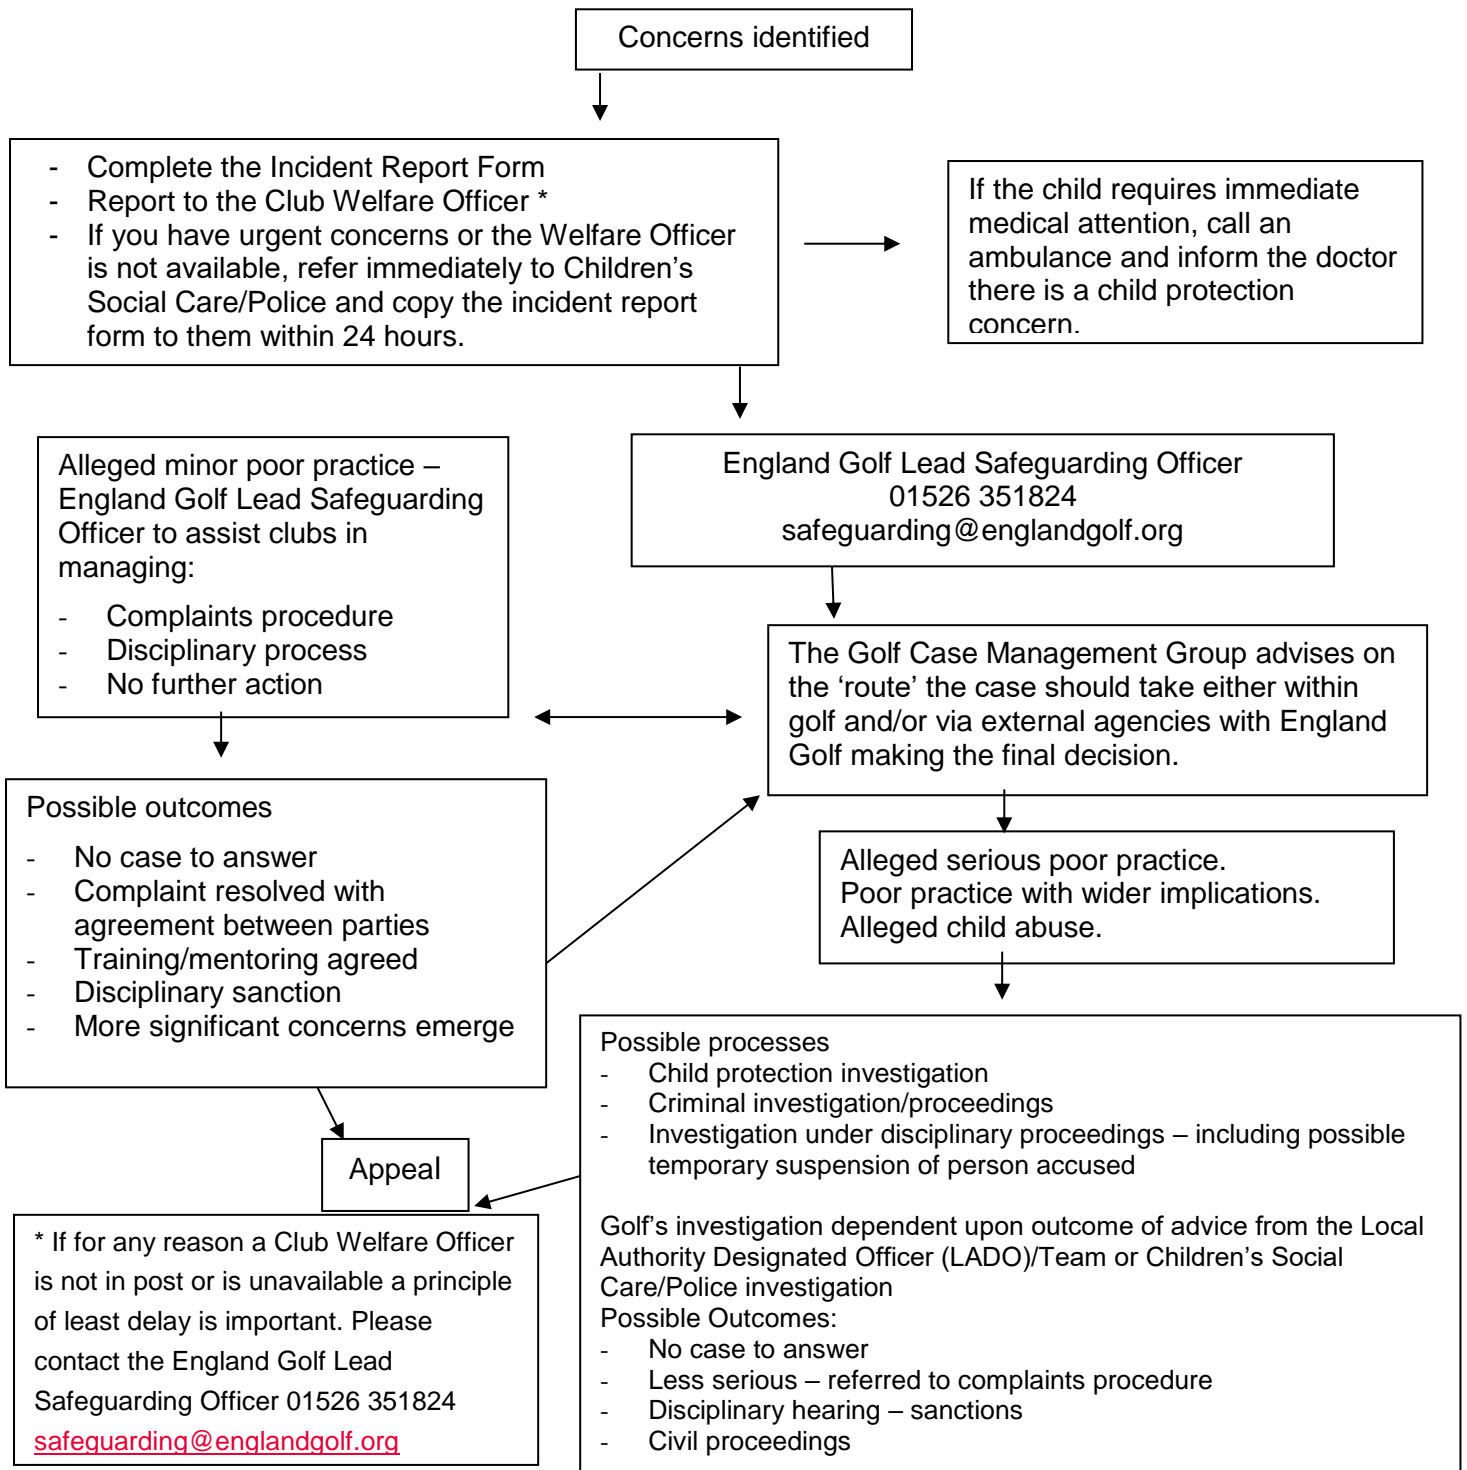 Concerns identified
- Complete the Incident Report Form
- Report to the Club Welfare Officer *
- If you have urgent concerns or the Welfare Officer
is not available, refer immediately to Children’s
Social Care/Police and copy the incident report
form to them within 24 hours.
If the child requires immediate
medical attention, call an
ambulance and inform the doctor
there is a child protection
concern.
England Golf Lead Safeguarding Officer
01526 351824
safeguarding@englandgolf.org
Alleged minor poor practice –
England Golf Lead Safeguarding
Officer to assist clubs in
managing:
- Complaints procedure
- Disciplinary process
- No further action
The Golf Case Management Group advises on
the ‘route’ the case should take either within
golf and/or via external agencies with England
Golf making the final decision.
Possible outcomes
- No case to answer
- Complaint resolved with
agreement between parties
- Training/mentoring agreed
- Disciplinary sanction
- More significant concerns emerge
Alleged serious poor practice.
Poor practice with wider implications.
Alleged child abuse.
Appeal
Possible processes
- Child protection investigation
- Criminal investigation/proceedings
- Investigation under disciplinary proceedings – including possible
temporary suspension of person accused
Golf’s investigation dependent upon outcome of advice from the Local
Authority Designated Officer (LADO)/Team or Children’s Social
Care/Police investigation
Possible Outcomes:
- No case to answer
- Less serious – referred to complaints procedure
- Disciplinary hearing – sanctions
- Civil proceedings
* If for any reason a Club Welfare Officer
is not in post or is unavailable a principle
of least delay is important. Please
contact the England Golf Lead
Safeguarding Officer 01526 351824
safeguarding@englandgolf.org